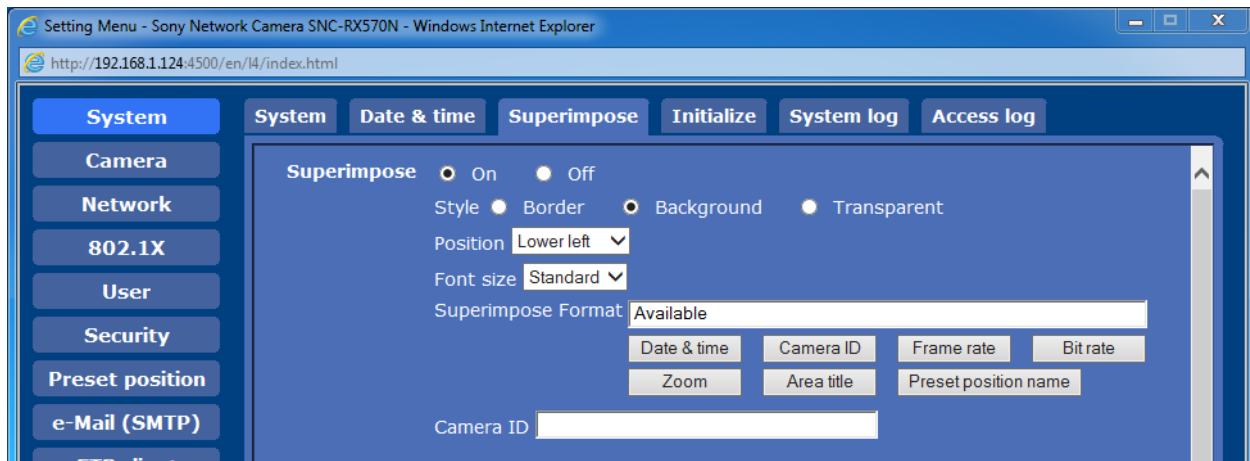 Setting Menu - Sony Network Camera SNC-RX570N - Windows Internet Explorer
http://192.168.1.124:4500/en/l4/index.html
System
Camera
Network
802.1X
User
Security
Preset position
e-Mail (SMTP)
System Date & time Superimpose Initialize System log Access log
Superimpose On Off
Style Border Background Transparent
Position Lower left
Font size Standard
Superimpose Format Available
Date & time Camera ID Frame rate Bit rate
Zoom Area title Preset position name
Camera ID